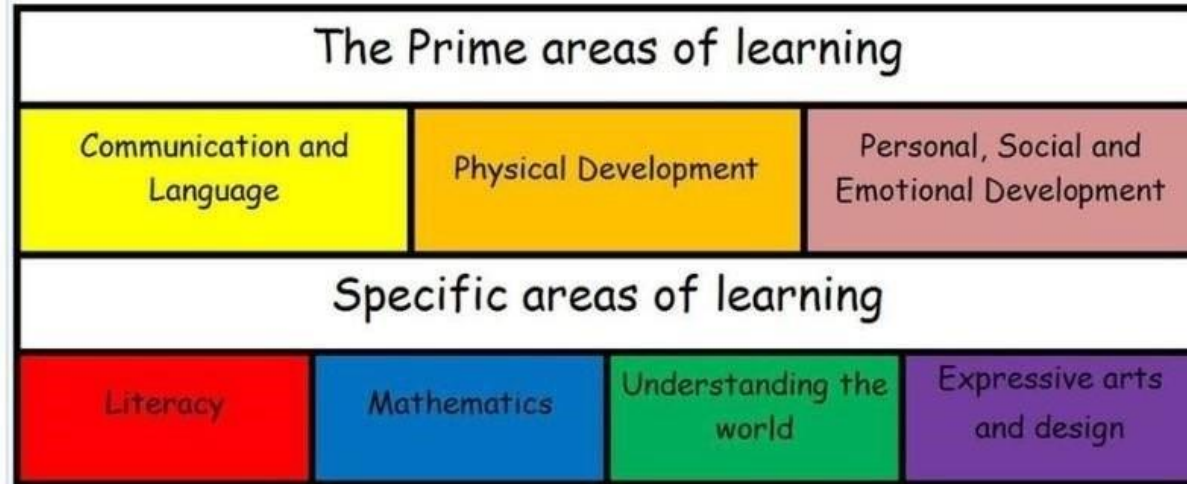 The Prime areas of learning
Communication and
Language
Physical Development
Personal, Social and
Emotional Development
Specific areas of learning
Literacy
Mathematics
Understanding the
world
Expressive arts
and design